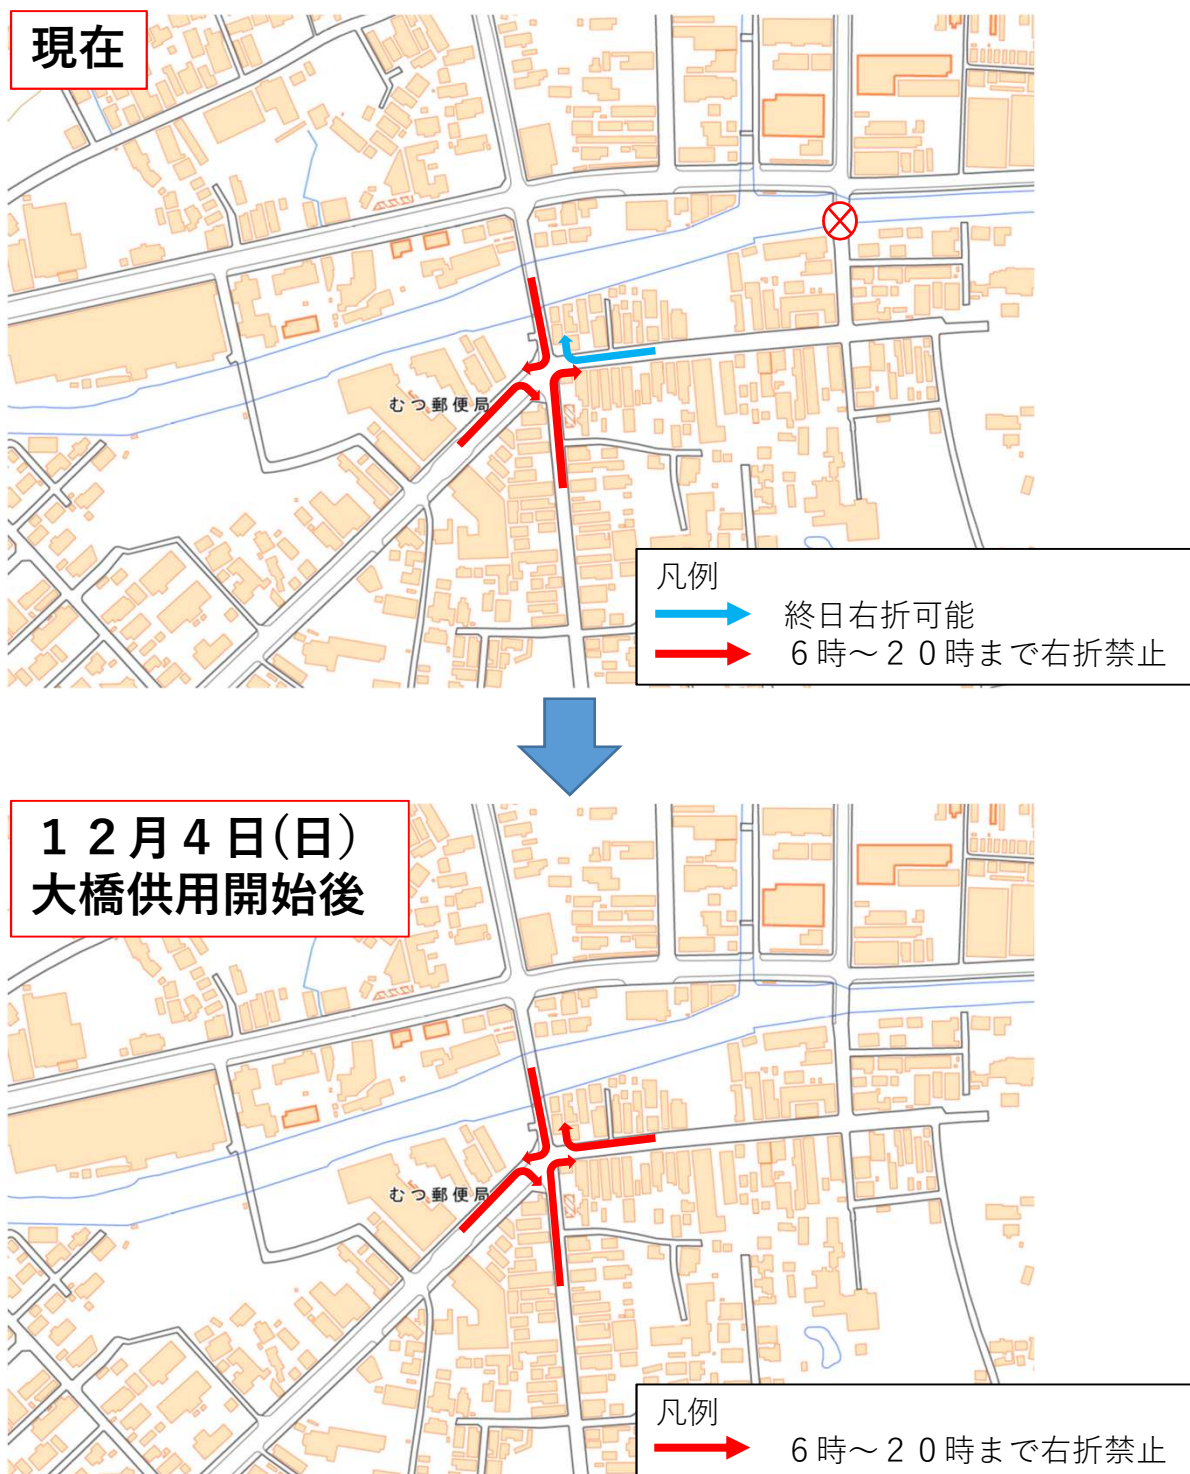 現在
むつ郵便局
凡例
終日右折可能
６時～２０時まで右折禁止
１２月４日(日)
大橋供用開始後
むつ郵便局
凡例
６時～２０時まで右折禁止